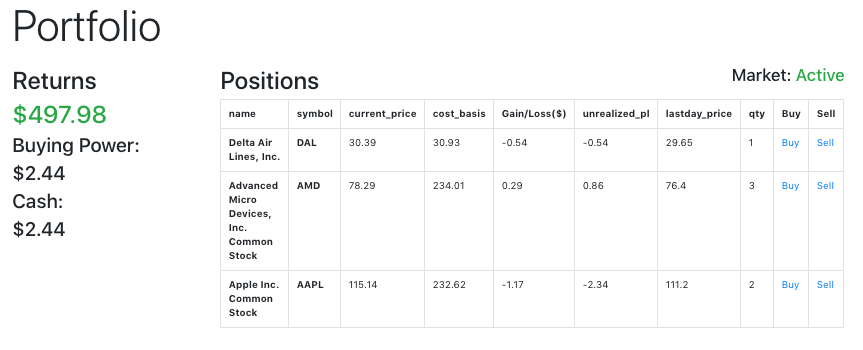 Portfolio
Returns
$497.98
Buying Power:
$2.44
Cash:
$2.44
Positions
Market: Active
name symbol current_price cost_basis Gain/Loss($) unrealized_pl lastday_price qty Buy Sell
Delta Air DAL 30.39 30.93 -0.54 -0.54 29.65 1 Buy Sell
Lines, Inc.
Advanced AMD 78.29 234.01 0.29 0.86 76.4 3 Buy Sell
Micro
Devices,
Inc.
Common
Stock
Apple Inc. AAPL 115.14 232.62 -1.17 -2.34 111.2 2 Buy Sell
Common
Stock